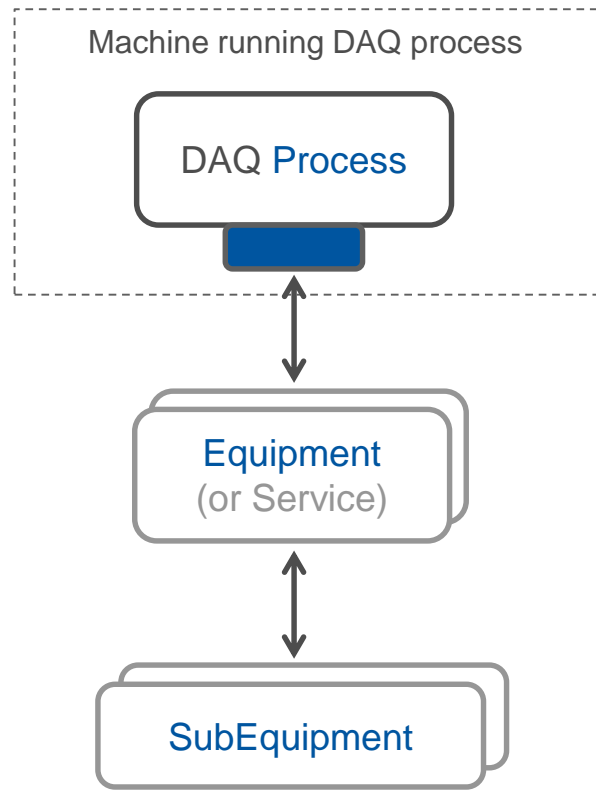 Machine running DAQ process
DAQ Process
Equipment
(or Service)
SubEquipment